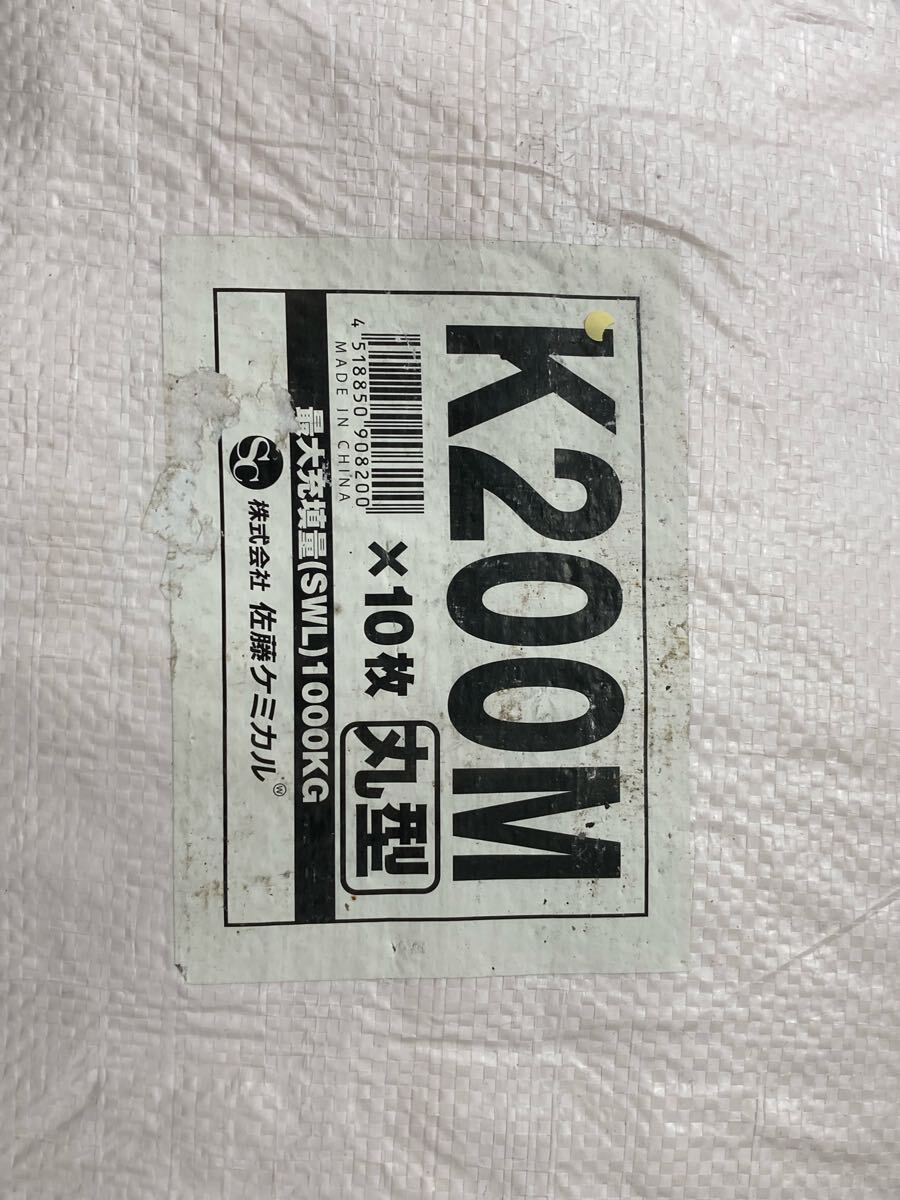 K200M
4 518850 908200
MADE IN CHINA
×10枚
丸型
最大充填量(SWL)1000KG
SC 株式会社 佐藤ケミカル Ⓦ